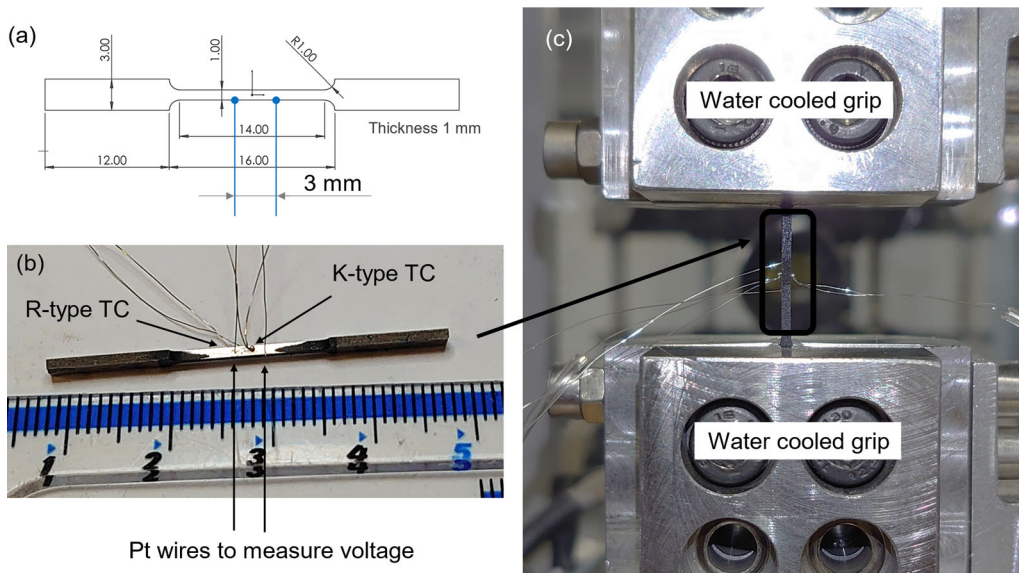 (a)
3.00
1.00
R1.00
Thickness 1 mm
14.00
12.00
16.00
3 mm
(b)
K-type TC
R-type TC
1 2 3 4 5
Pt wires to measure voltage
(c)
Water cooled grip
Water cooled grip